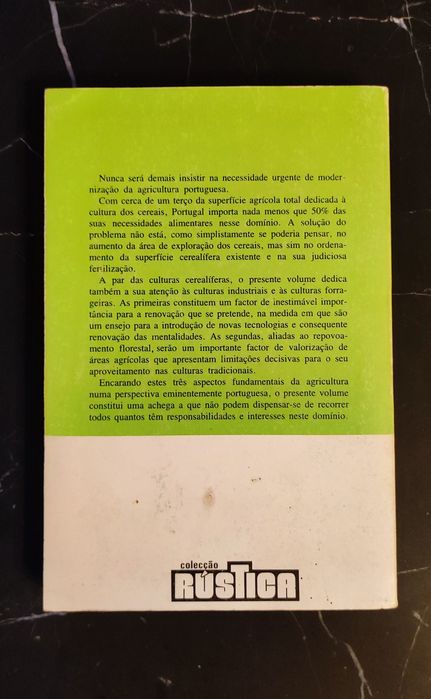 Nunca será demais insistir na necessidade urgente de moder-
nização da agricultura portuguesa.
Com cerca de um terço da superfície agrícola total dedicada à
cultura dos cereais, Portugal importa nada menos que 50% das
suas necessidades alimentares nesse domínio. A solução do
problema não está, como simplistamente se poderia pensar, no
aumento da área de exploração dos cereais, mas sim no ordena-
mento da superfície cerealífera existente e na sua judiciosa
fertilização.
A par das culturas cerealíferas, o presente volume dedica
também a sua atenção às culturas industriais e às culturas forra-
geiras. As primeiras constituem um factor de inestimável impor-
tância para a renovação que se pretende, na medida em que são
um ensejo para a introdução de novas tecnologias e consequente
renovação das mentalidades. As segundas, aliadas ao repovoa-
mento florestal, serão um importante factor de valorização de
áreas agrícolas que apresentam limitações decisivas para o seu
aproveitamento nas culturas tradicionais.
Encarando estes três aspectos fundamentais da agricultura
numa perspectiva eminentemente portuguesa, o presente volume
constitui uma achega a que não podem dispensar-se de recorrer
todos quantos têm responsabilidades e interesses neste domínio.
colecção
RÚSTICA